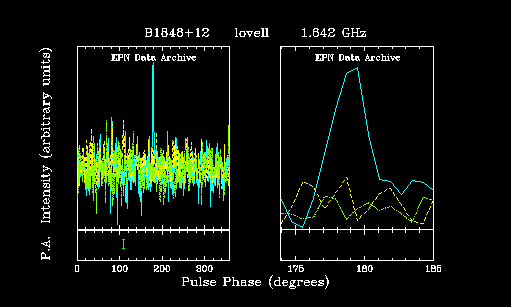 B1848+12 lovell 1.642 GHz
EPN Data Archive EPN Data Archive
P.A. Intensity (arbitrary units)
0 100 200 300 175 180 185
Pulse Phase (degrees)